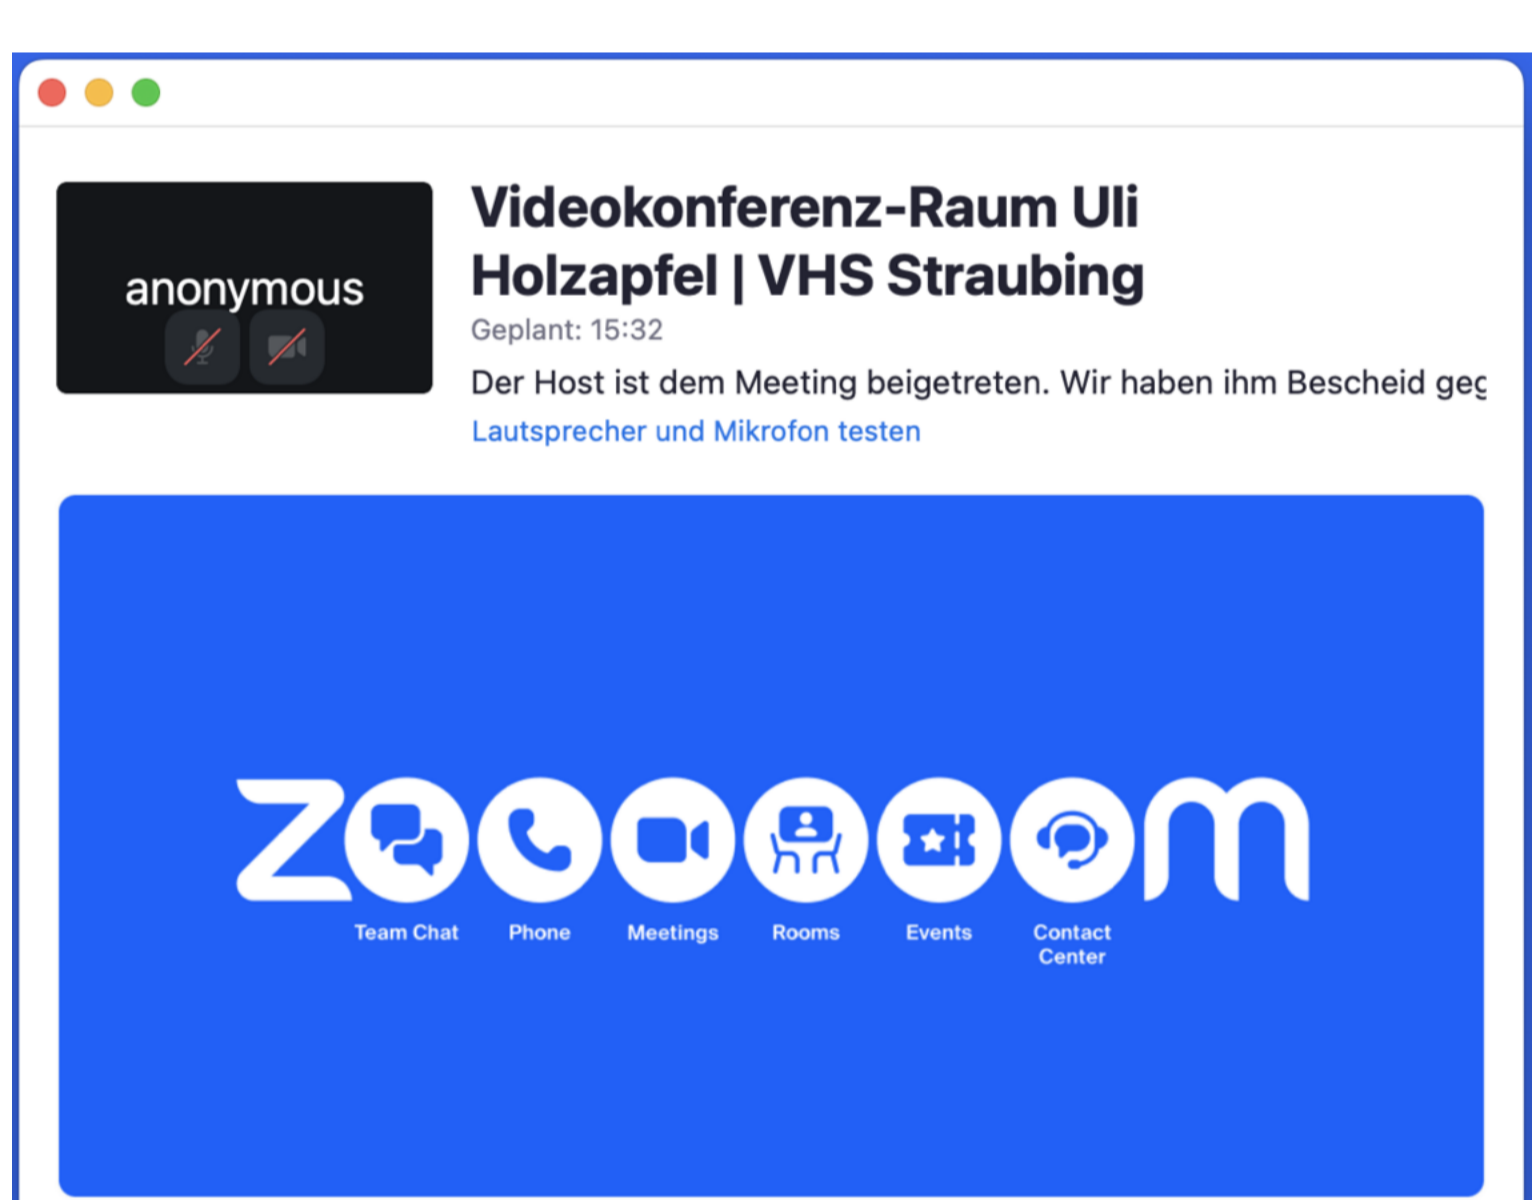 anonymous
Videokonferenz-Raum Uli
Holzapfel | VHS Straubing
Geplant: 15:32
Der Host ist dem Meeting beigetreten. Wir haben ihm Bescheid
Lautsprecher und Mikrofon testen
zoooooom
Team Chat
Phone
Meetings
Rooms
Events
Contact
Center